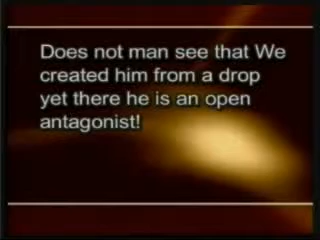 Does not man see that We
created him from a drop
yet there he is an open
antagonist!